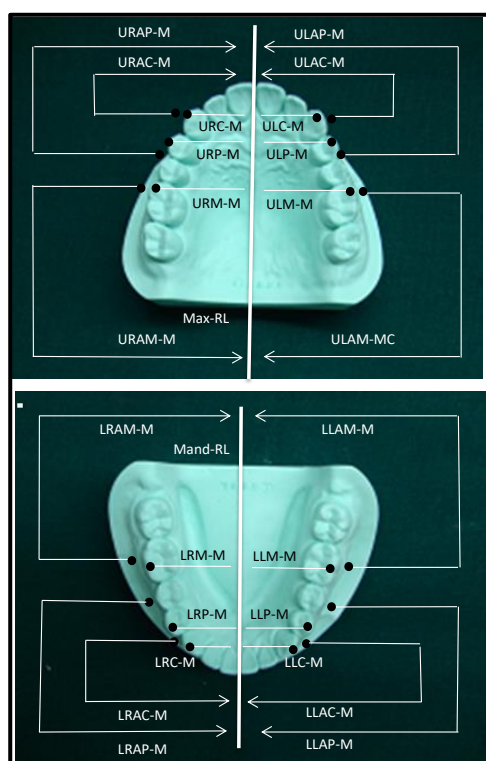 URAP-M ULAP-M
URAC-M ULAC-M
URC-M ULC-M
URP-M ULP-M
URM-M ULM-M
Max-RL
URAM-M ULAM-MC
LRAM-M LLAM-M
Mand-RL
LRM-M LLM-M
LRP-M LLP-M
LRC-M LLC-M
LRAC-M LLAC-M
LRAP-M LLAP-M